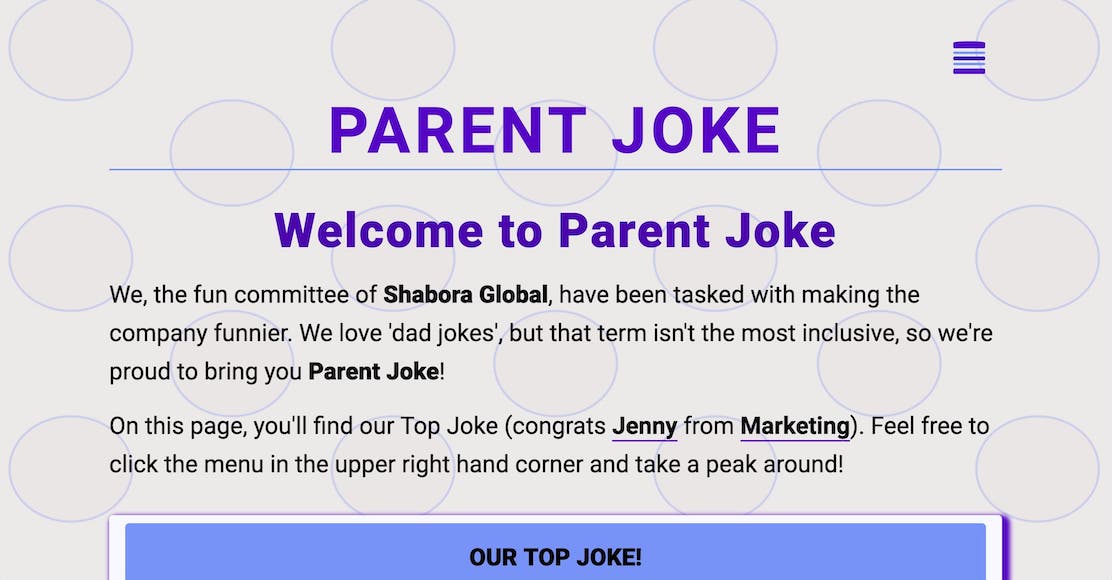 PARENT JOKE
Welcome to Parent Joke
We, the fun committee of Shabora Global, have been tasked with making the
company funnier. We love 'dad jokes', but that term isn't the most inclusive, so we're
proud to bring you Parent Joke!
On this page, you'll find our Top Joke (congrats Jenny from Marketing). Feel free to
click the menu in the upper right hand corner and take a peak around!
OUR TOP JOKE!